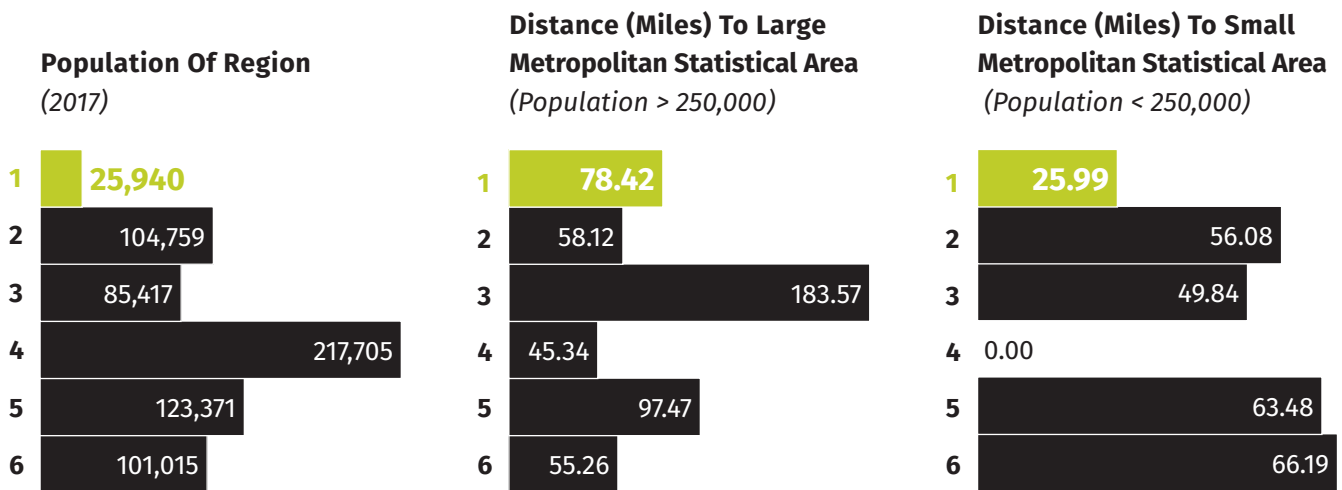 Population Of Region
(2017)
1 25,940
2 104,759
3 85,417
4 217,705
5 123,371
6 101,015
Distance (Miles) To Large
Metropolitan Statistical Area
(Population > 250,000)
1 78.42
2 58.12
3 183.57
4 45.34
5 97.47
6 55.26
Distance (Miles) To Small
Metropolitan Statistical Area
(Population < 250,000)
1 25.99
2 56.08
3 49.84
4 0.00
5 63.48
6 66.19